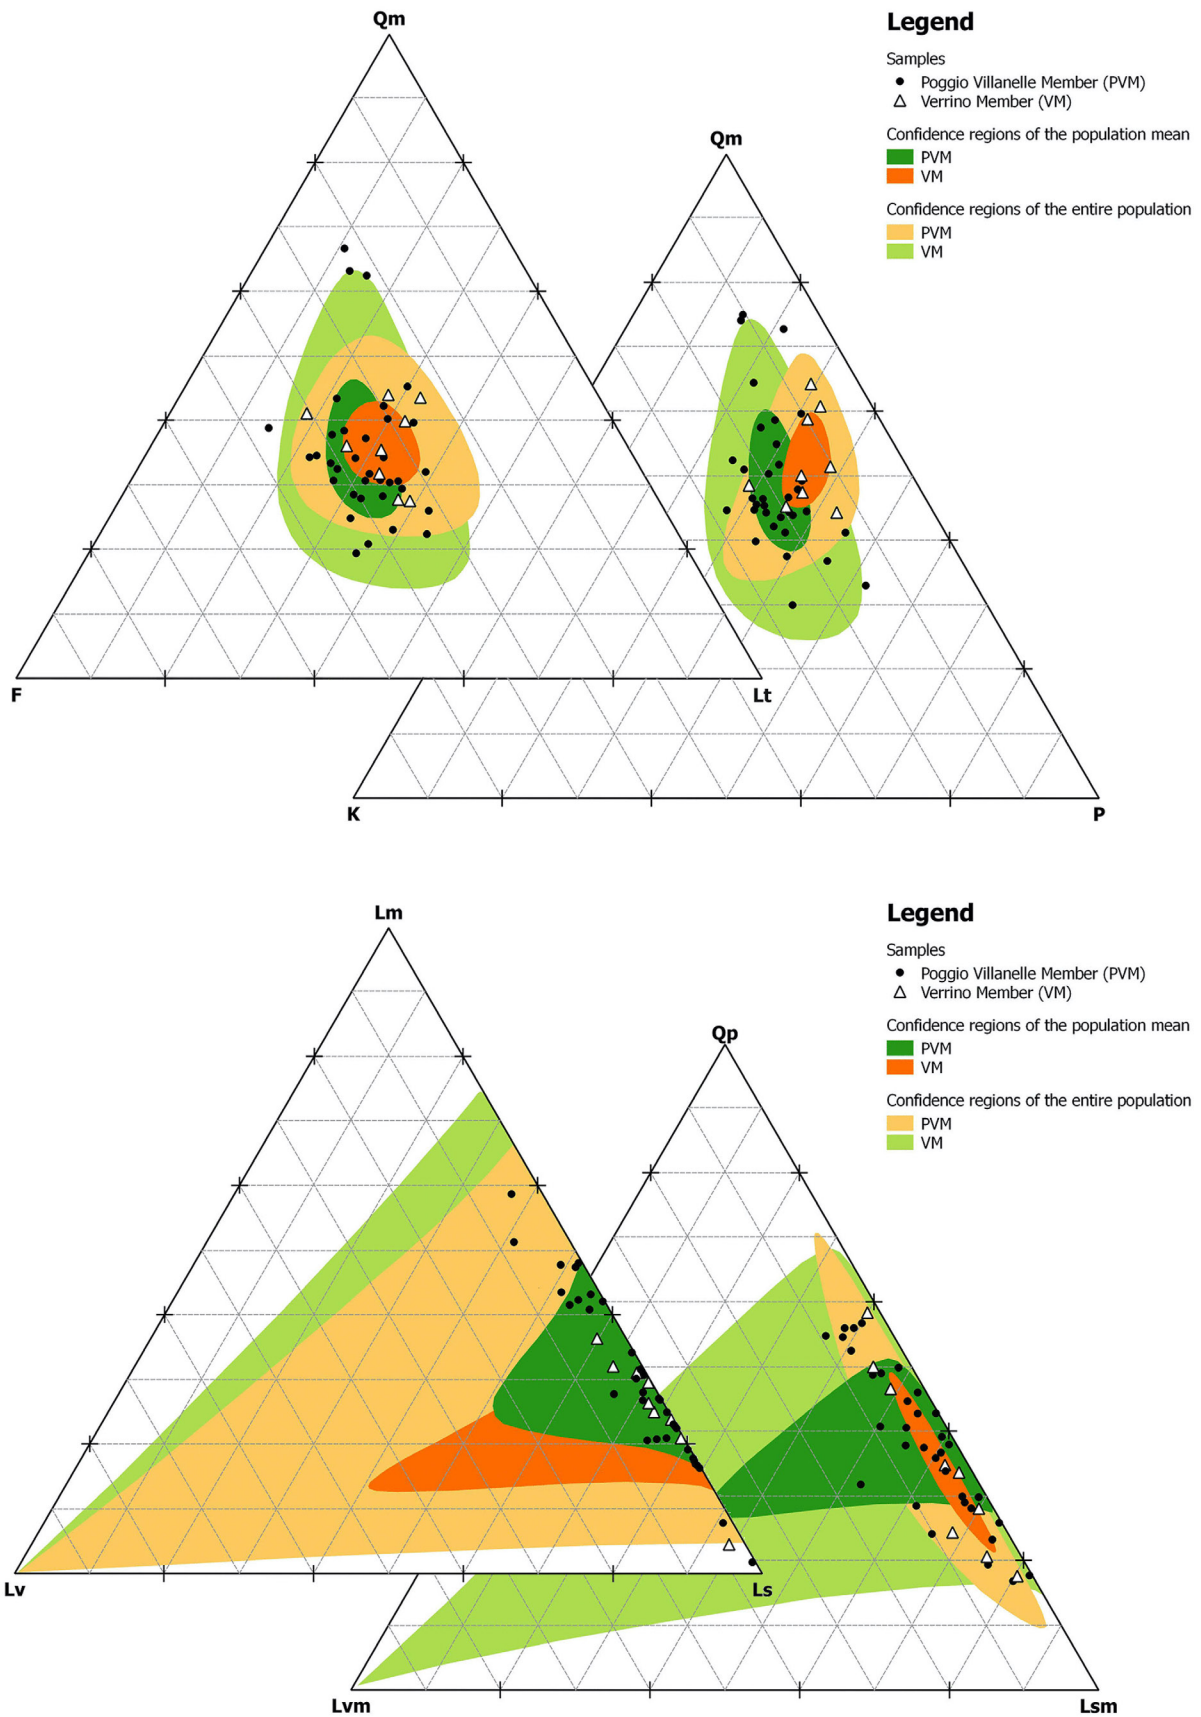 Qm
Legend
Samples
Poggio Villanelle Member (PVM)
Verrino Member (VM)
Qm
Confidence regions of the population mean
PVM
VM
Confidence regions of the entire population
PVM
VM
F
Lt
K
P
Lm
Legend
Samples
Poggio Villanelle Member (PVM)
Verrino Member (VM)
Qp
Confidence regions of the population mean
PVM
VM
Confidence regions of the entire population
PVM
VM
Lv
Ls
Lvm
Lsm